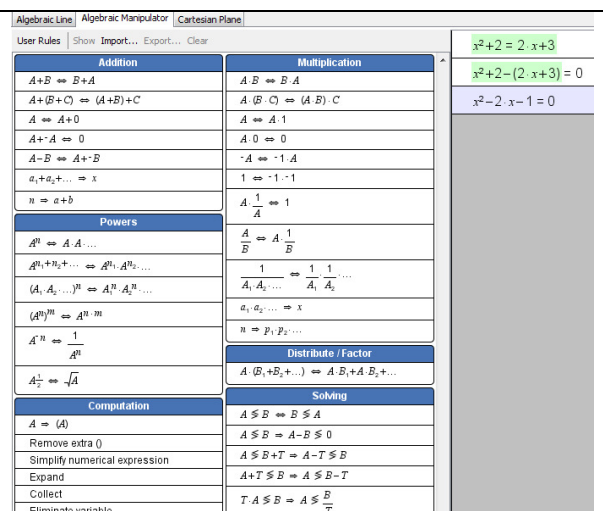 Algebraic Line Algebraic Manipulator Cartesian Plane
User Rules Show Import... Export... Clear
Addition
A+B ⇔ B+A
A+(B+C) ⇔ (A+B)+C
A ⇔ A+0
A+⁻A ⇔ 0
A−B ⇔ A+⁻B
a₁+a₂+... ⇒ x
n ⇒ a+b
Powers
Aⁿ ⇔ A·A·...
A^(n₁+n₂+...) ⇔ A^n₁·A^n₂·...
(A₁·A₂·...)ⁿ ⇔ A₁ⁿ·A₂ⁿ·...
(Aⁿ)ᵐ ⇔ Aⁿ·ᵐ
A⁻ⁿ ⇔ 1/Aⁿ
A^½ ⇔ √A
Computation
A ⇒ (A)
Remove extra ()
Simplify numerical expression
Expand
Collect
Eliminate variable
Multiplication
A·B ⇔ B·A
A·(B·C) ⇔ (A·B)·C
A ⇔ A·1
A·0 ⇔ 0
⁻A ⇔ ⁻1·A
1 ⇔ ⁻1·⁻1
A·1/A ⇔ 1
A/B ⇔ A·1/B
1/(A₁·A₂·...) ⇔ 1/A₁·1/A₂·...
a₁·a₂·... ⇒ x
n ⇒ p₁·p₂·...
Distribute / Factor
A·(B₁+B₂+...) ⇔ A·B₁+A·B₂+...
Solving
A≶B ⇔ B≶A
A≶B ⇒ A−B≶0
A≶B+T ⇒ A−T≶B
A+T≶B ⇒ A≶B−T
T·A≶B ⇒ A≶B/T
x²+2 = 2·x+3
x²+2−(2·x+3) = 0
x²−2·x−1 = 0